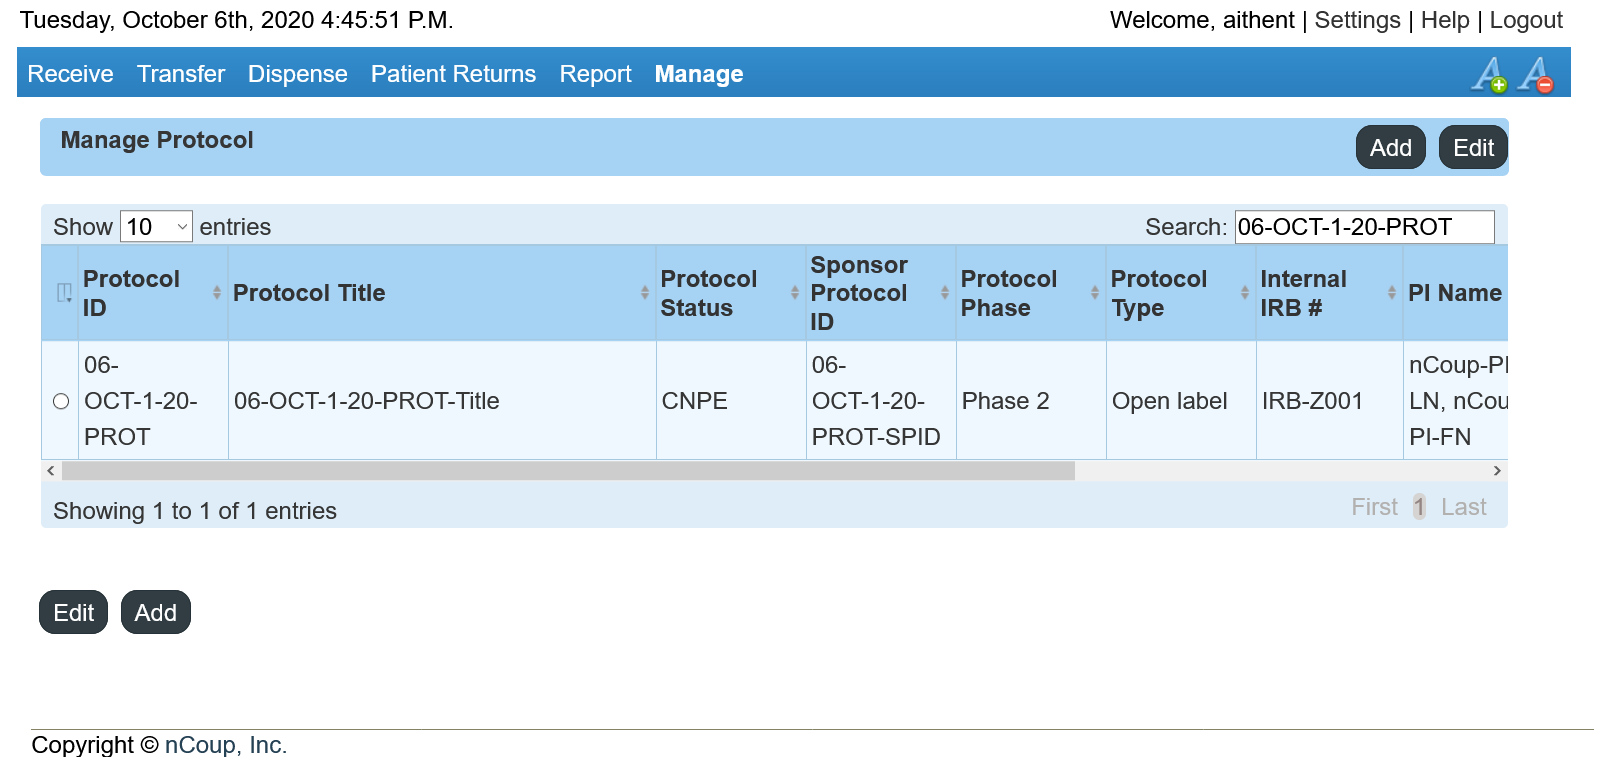 Tuesday, October 6th, 2020 4:45:51 P.M.
Welcome, aithent | Settings | Help | Logout
Receive Transfer Dispense Patient Returns Report Manage
Manage Protocol
Add Edit
Show 10 entries
Search: 06-OCT-1-20-PROT
Protocol ID
Protocol Title
Protocol Status
Sponsor Protocol ID
Protocol Phase
Protocol Type
Internal IRB #
PI Name
06-
OCT-1-20-
PROT
06-OCT-1-20-PROT-Title
CNPE
06-
OCT-1-20-
PROT-SPID
Phase 2
Open label
IRB-Z001
nCoup-PI
LN, nCou
PI-FN
Showing 1 to 1 of 1 entries
First 1 Last
Edit Add
Copyright © nCoup, Inc.